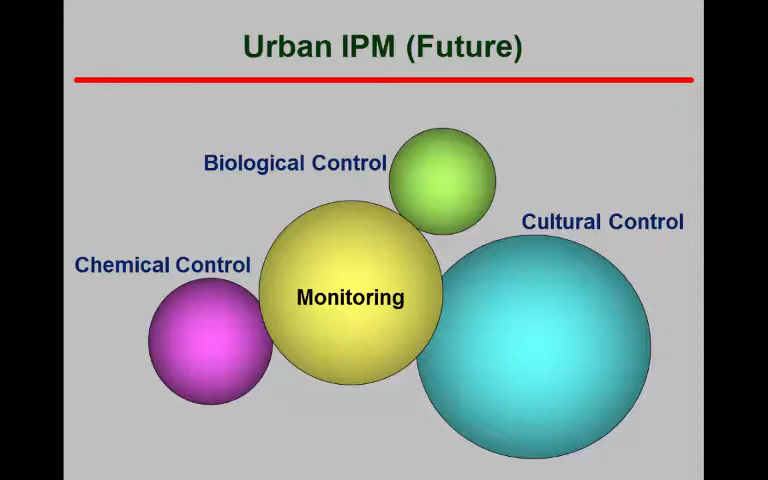 Urban IPM (Future)
Biological Control
Cultural Control
Chemical Control
Monitoring